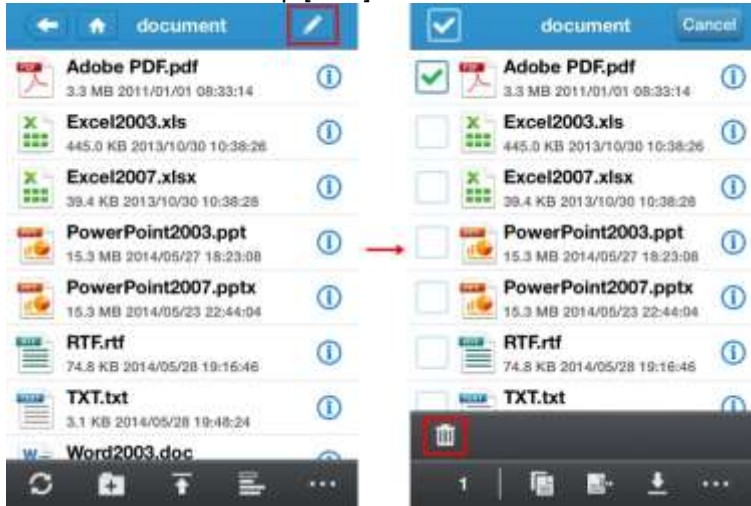 document
Adobe PDF.pdf
3.3 MB 2011/01/01 08:33:14
Excel2003.xls
445.0 KB 2013/10/30 10:38:26
Excel2007.xlsx
39.4 KB 2013/10/30 10:38:28
PowerPoint2003.ppt
15.3 MB 2014/05/27 18:23:08
PowerPoint2007.pptx
15.3 MB 2014/05/23 22:44:04
RTF.rtf
74.8 KB 2014/05/28 19:16:46
TXT.txt
3.1 KB 2014/05/28 19:48:24
Word2003.doc
document Cancel
Adobe PDF.pdf
3.3 MB 2011/01/01 08:33:14
Excel2003.xls
445.0 KB 2013/10/30 10:38:26
Excel2007.xlsx
39.4 KB 2013/10/30 10:38:28
PowerPoint2003.ppt
15.3 MB 2014/05/27 18:23:08
PowerPoint2007.pptx
15.3 MB 2014/05/23 22:44:04
RTF.rtf
74.8 KB 2014/05/28 19:16:46
TXT.txt
1